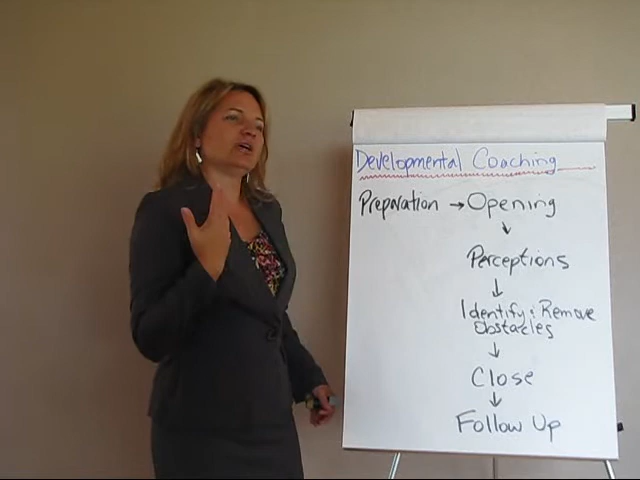 Developmental Coaching
Preparation → Opening
↓
Perceptions
↓
Identify & Remove
Obstacles
↓
Close
↓
Follow Up